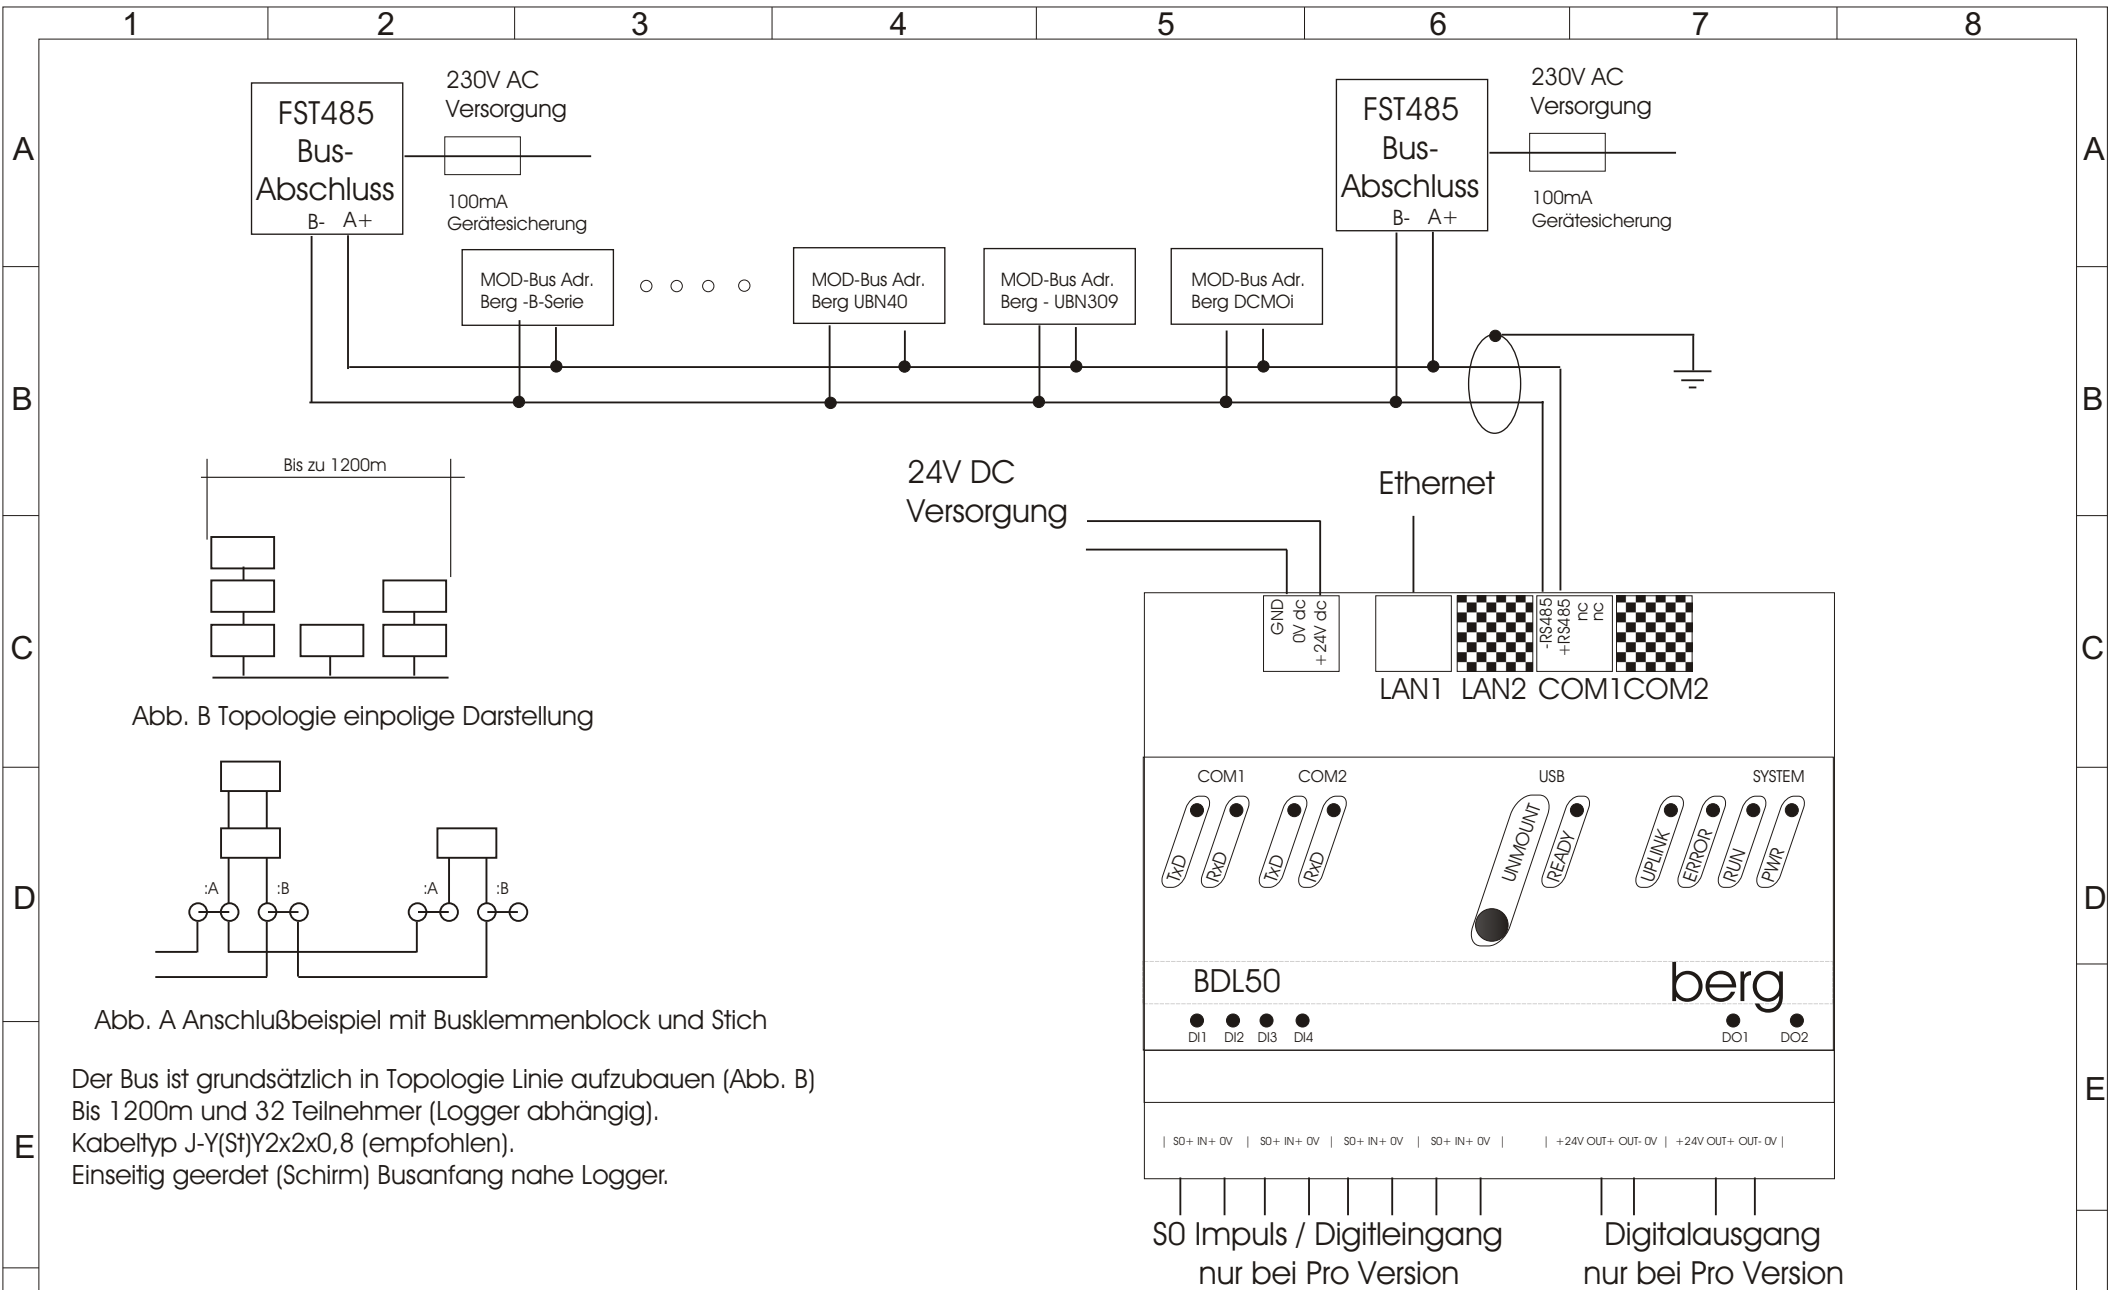 1 2 3 4 5 6 7 8
A
B
C
D
E
A
B
C
D
E
FST485
Bus-
Abschluss
B- A+
230V AC
Versorgung
100mA
Gerätesicherung
MOD-Bus Adr.
Berg -B-Serie
MOD-Bus Adr.
Berg UBN40
MOD-Bus Adr.
Berg - UBN309
MOD-Bus Adr.
Berg DCMOi
FST485
Bus-
Abschluss
B- A+
230V AC
Versorgung
100mA
Gerätesicherung
Bis zu 1200m
Abb. B Topologie einpolige Darstellung
:A :B :A :B
Abb. A Anschlußbeispiel mit Busklemmenblock und Stich
Der Bus ist grundsätzlich in Topologie Linie aufzubauen (Abb. B)
Bis 1200m und 32 Teilnehmer (Logger abhängig).
Kabeltyp J-Y(St)Y2x2x0,8 (empfohlen).
Einseitig geerdet (Schirm) Busanfang nahe Logger.
24V DC
Versorgung
Ethernet
GND
0V dc
+24V dc
-RS485
+RS485
nc
nc
LAN1 LAN2 COM1 COM2
COM1 COM2 USB SYSTEM
TxD RxD TxD RxD UNMOUNT READY UPLINK ERROR RUN PWR
BDL50 berg
DI1 DI2 DI3 DI4 DO1 DO2
| S0+ IN+ 0V | S0+ IN+ 0V | S0+ IN+ 0V | S0+ IN+ 0V | | +24V OUT+ OUT- 0V | +24V OUT+ OUT- 0V |
S0 Impuls / Digitleingang
nur bei Pro Version
Digitalausgang
nur bei Pro Version